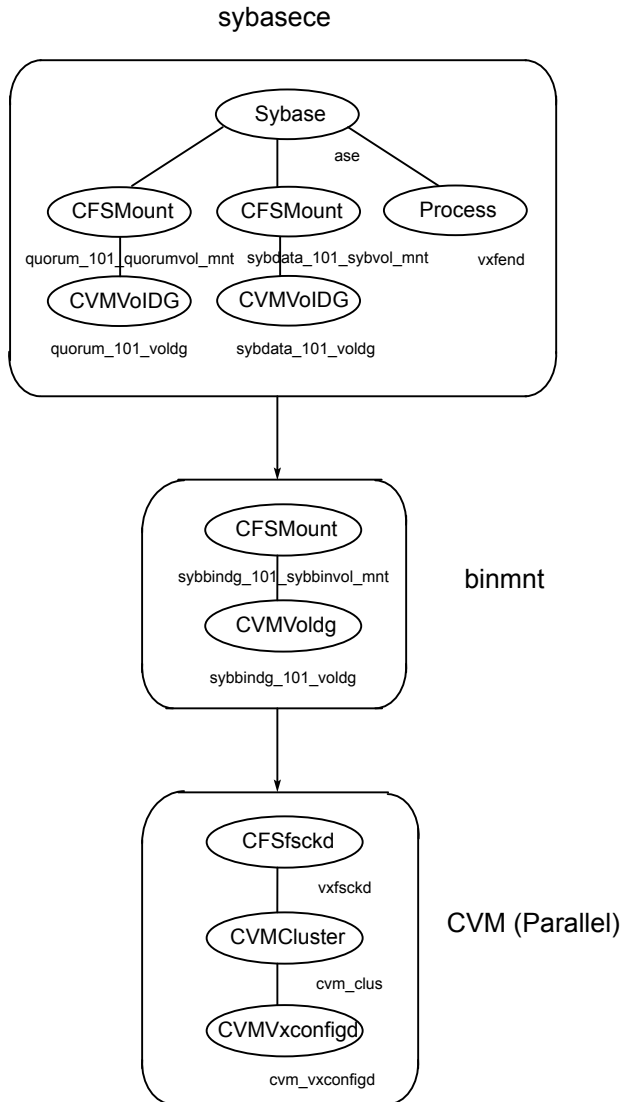 sybasece
Sybase
ase
CFSMount
CFSMount
Process
quorum_101_quorumvol_mnt
sybdata_101_sybvol_mnt
vxfend
CVMVolDG
CVMVolDG
quorum_101_voldg
sybdata_101_voldg
CFSMount
sybbindg_101_sybbinvol_mnt
binmnt
CVMVoldg
sybbindg_101_voldg
CFSfsckd
vxfsckd
CVM (Parallel)
CVMCluster
cvm_clus
CVMVxconfigd
cvm_vxconfigd